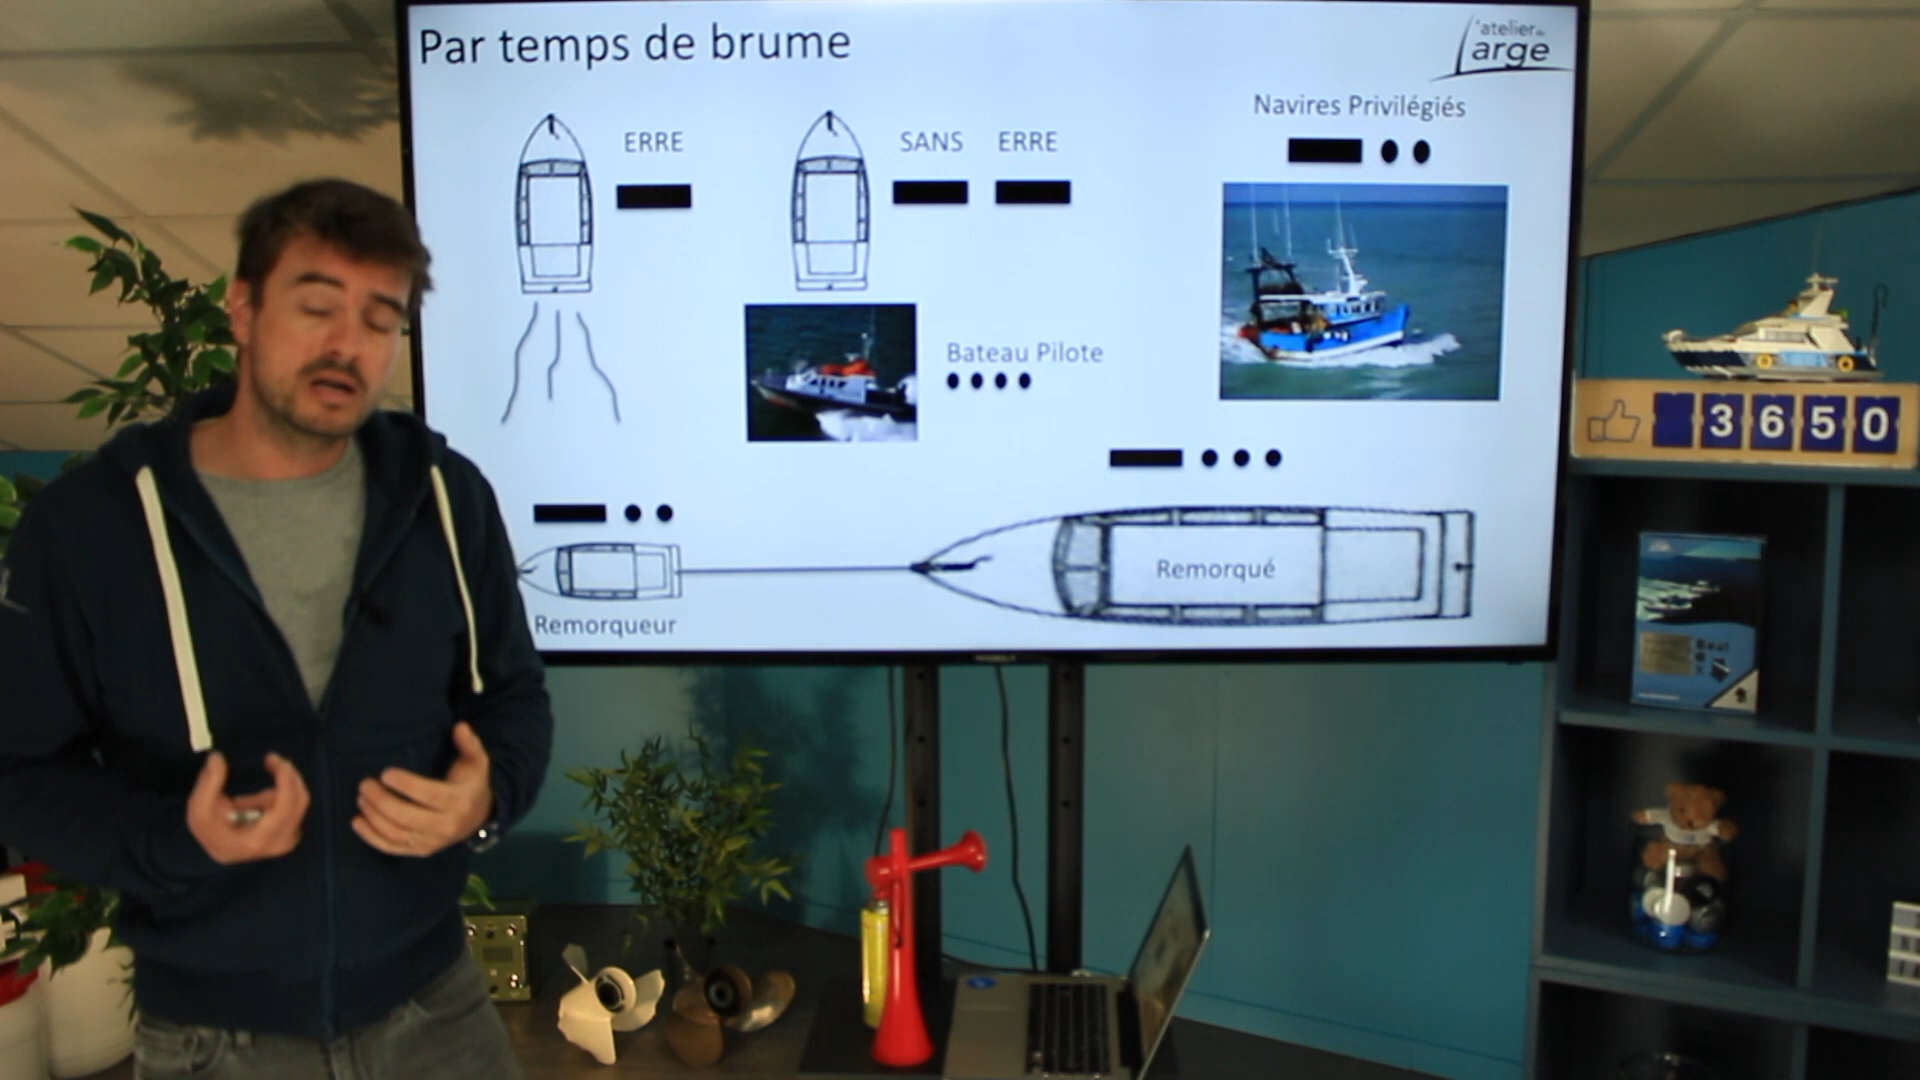 Par temps de brume
l'atelier du
large
ERRE
SANS ERRE
Navires Privilégiés
Bateau Pilote
Remorqué
Remorqueur
3650